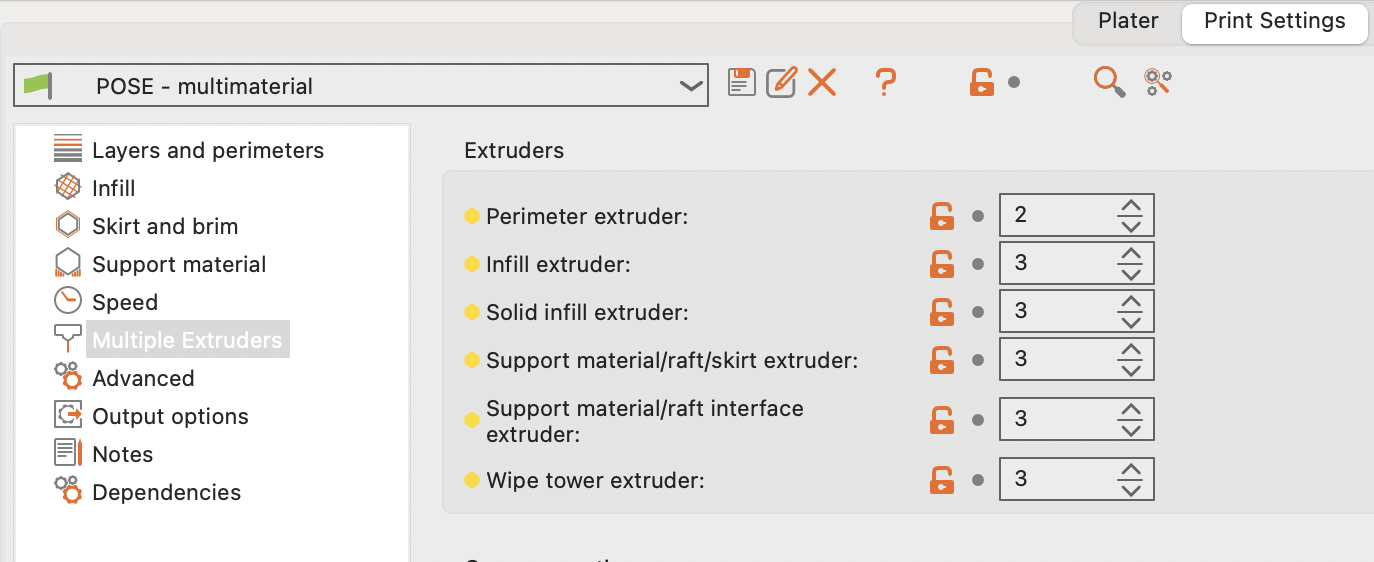 Plater
Print Settings
POSE - multimaterial
Layers and perimeters
Infill
Skirt and brim
Support material
Speed
Multiple Extruders
Advanced
Output options
Notes
Dependencies
Extruders
Perimeter extruder: 2
Infill extruder: 3
Solid infill extruder: 3
Support material/raft/skirt extruder: 3
Support material/raft interface
extruder: 3
Wipe tower extruder: 3